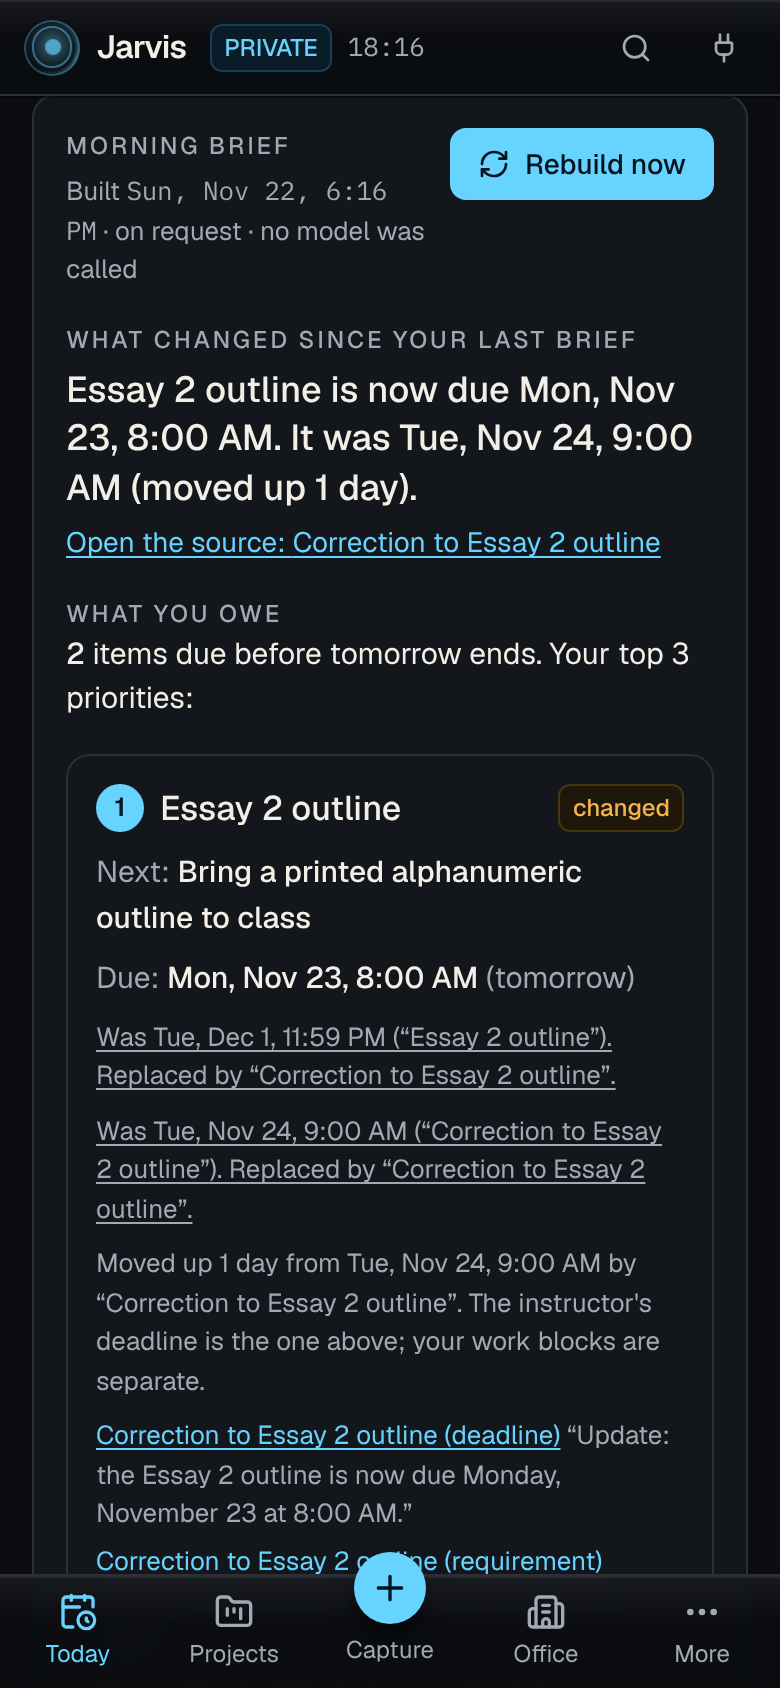 Jarvis PRIVATE 18:16
MORNING BRIEF
Rebuild now
Built Sun, Nov 22, 6:16
PM · on request · no model was
called
WHAT CHANGED SINCE YOUR LAST BRIEF
Essay 2 outline is now due Mon, Nov
23, 8:00 AM. It was Tue, Nov 24, 9:00
AM (moved up 1 day).
Open the source: Correction to Essay 2 outline
WHAT YOU OWE
2 items due before tomorrow ends. Your top 3
priorities:
1 Essay 2 outline changed
Next: Bring a printed alphanumeric
outline to class
Due: Mon, Nov 23, 8:00 AM (tomorrow)
Was Tue, Dec 1, 11:59 PM (“Essay 2 outline”).
Replaced by “Correction to Essay 2 outline”.
Was Tue, Nov 24, 9:00 AM (“Correction to Essay
2 outline”). Replaced by “Correction to Essay 2
outline”.
Moved up 1 day from Tue, Nov 24, 9:00 AM by
“Correction to Essay 2 outline”. The instructor's
deadline is the one above; your work blocks are
separate.
Correction to Essay 2 outline (deadline) “Update:
the Essay 2 outline is now due Monday,
November 23 at 8:00 AM.”
Correction to Essay 2 outline (requirement)
Today Projects Capture Office More